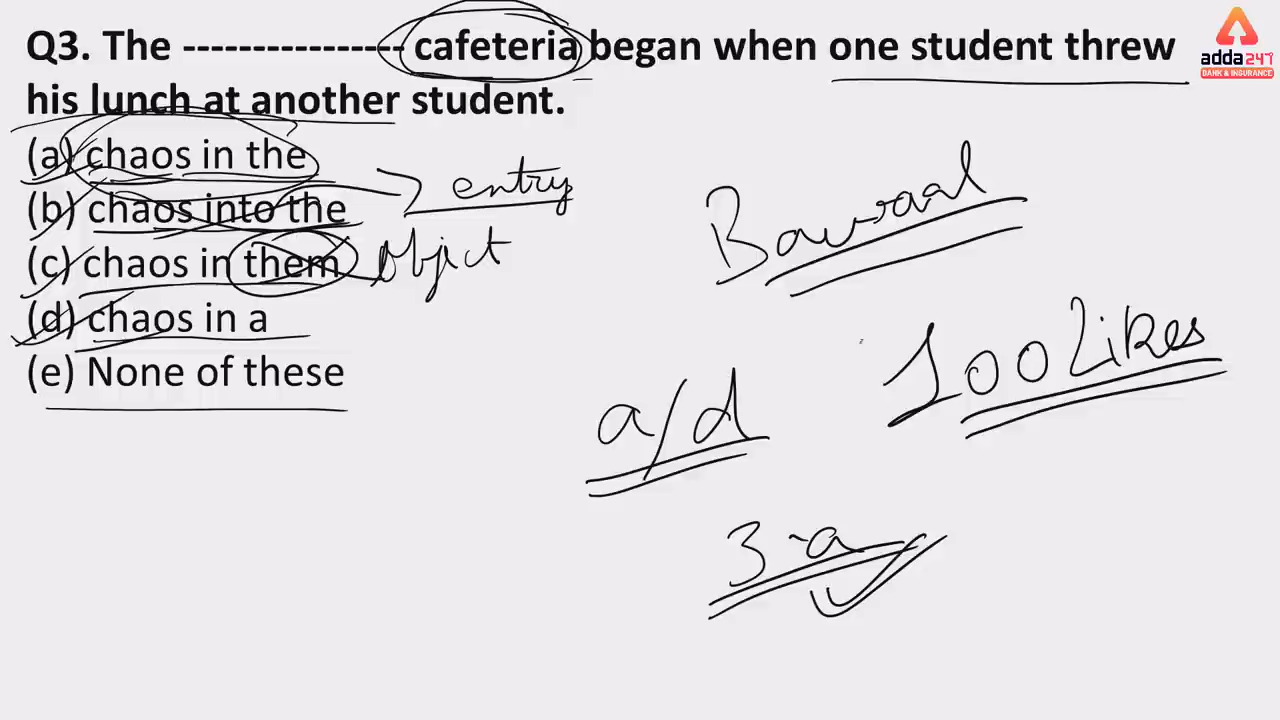 Q3. The ---------------- cafeteria began when one student threw
his lunch at another student.
(a) chaos in the
(b) chaos into the
(c) chaos in them
(d) chaos in a
(e) None of these
entry
object
Bawaal
100 Likes
a/d
3-a
adda247
BANK & INSURANCE